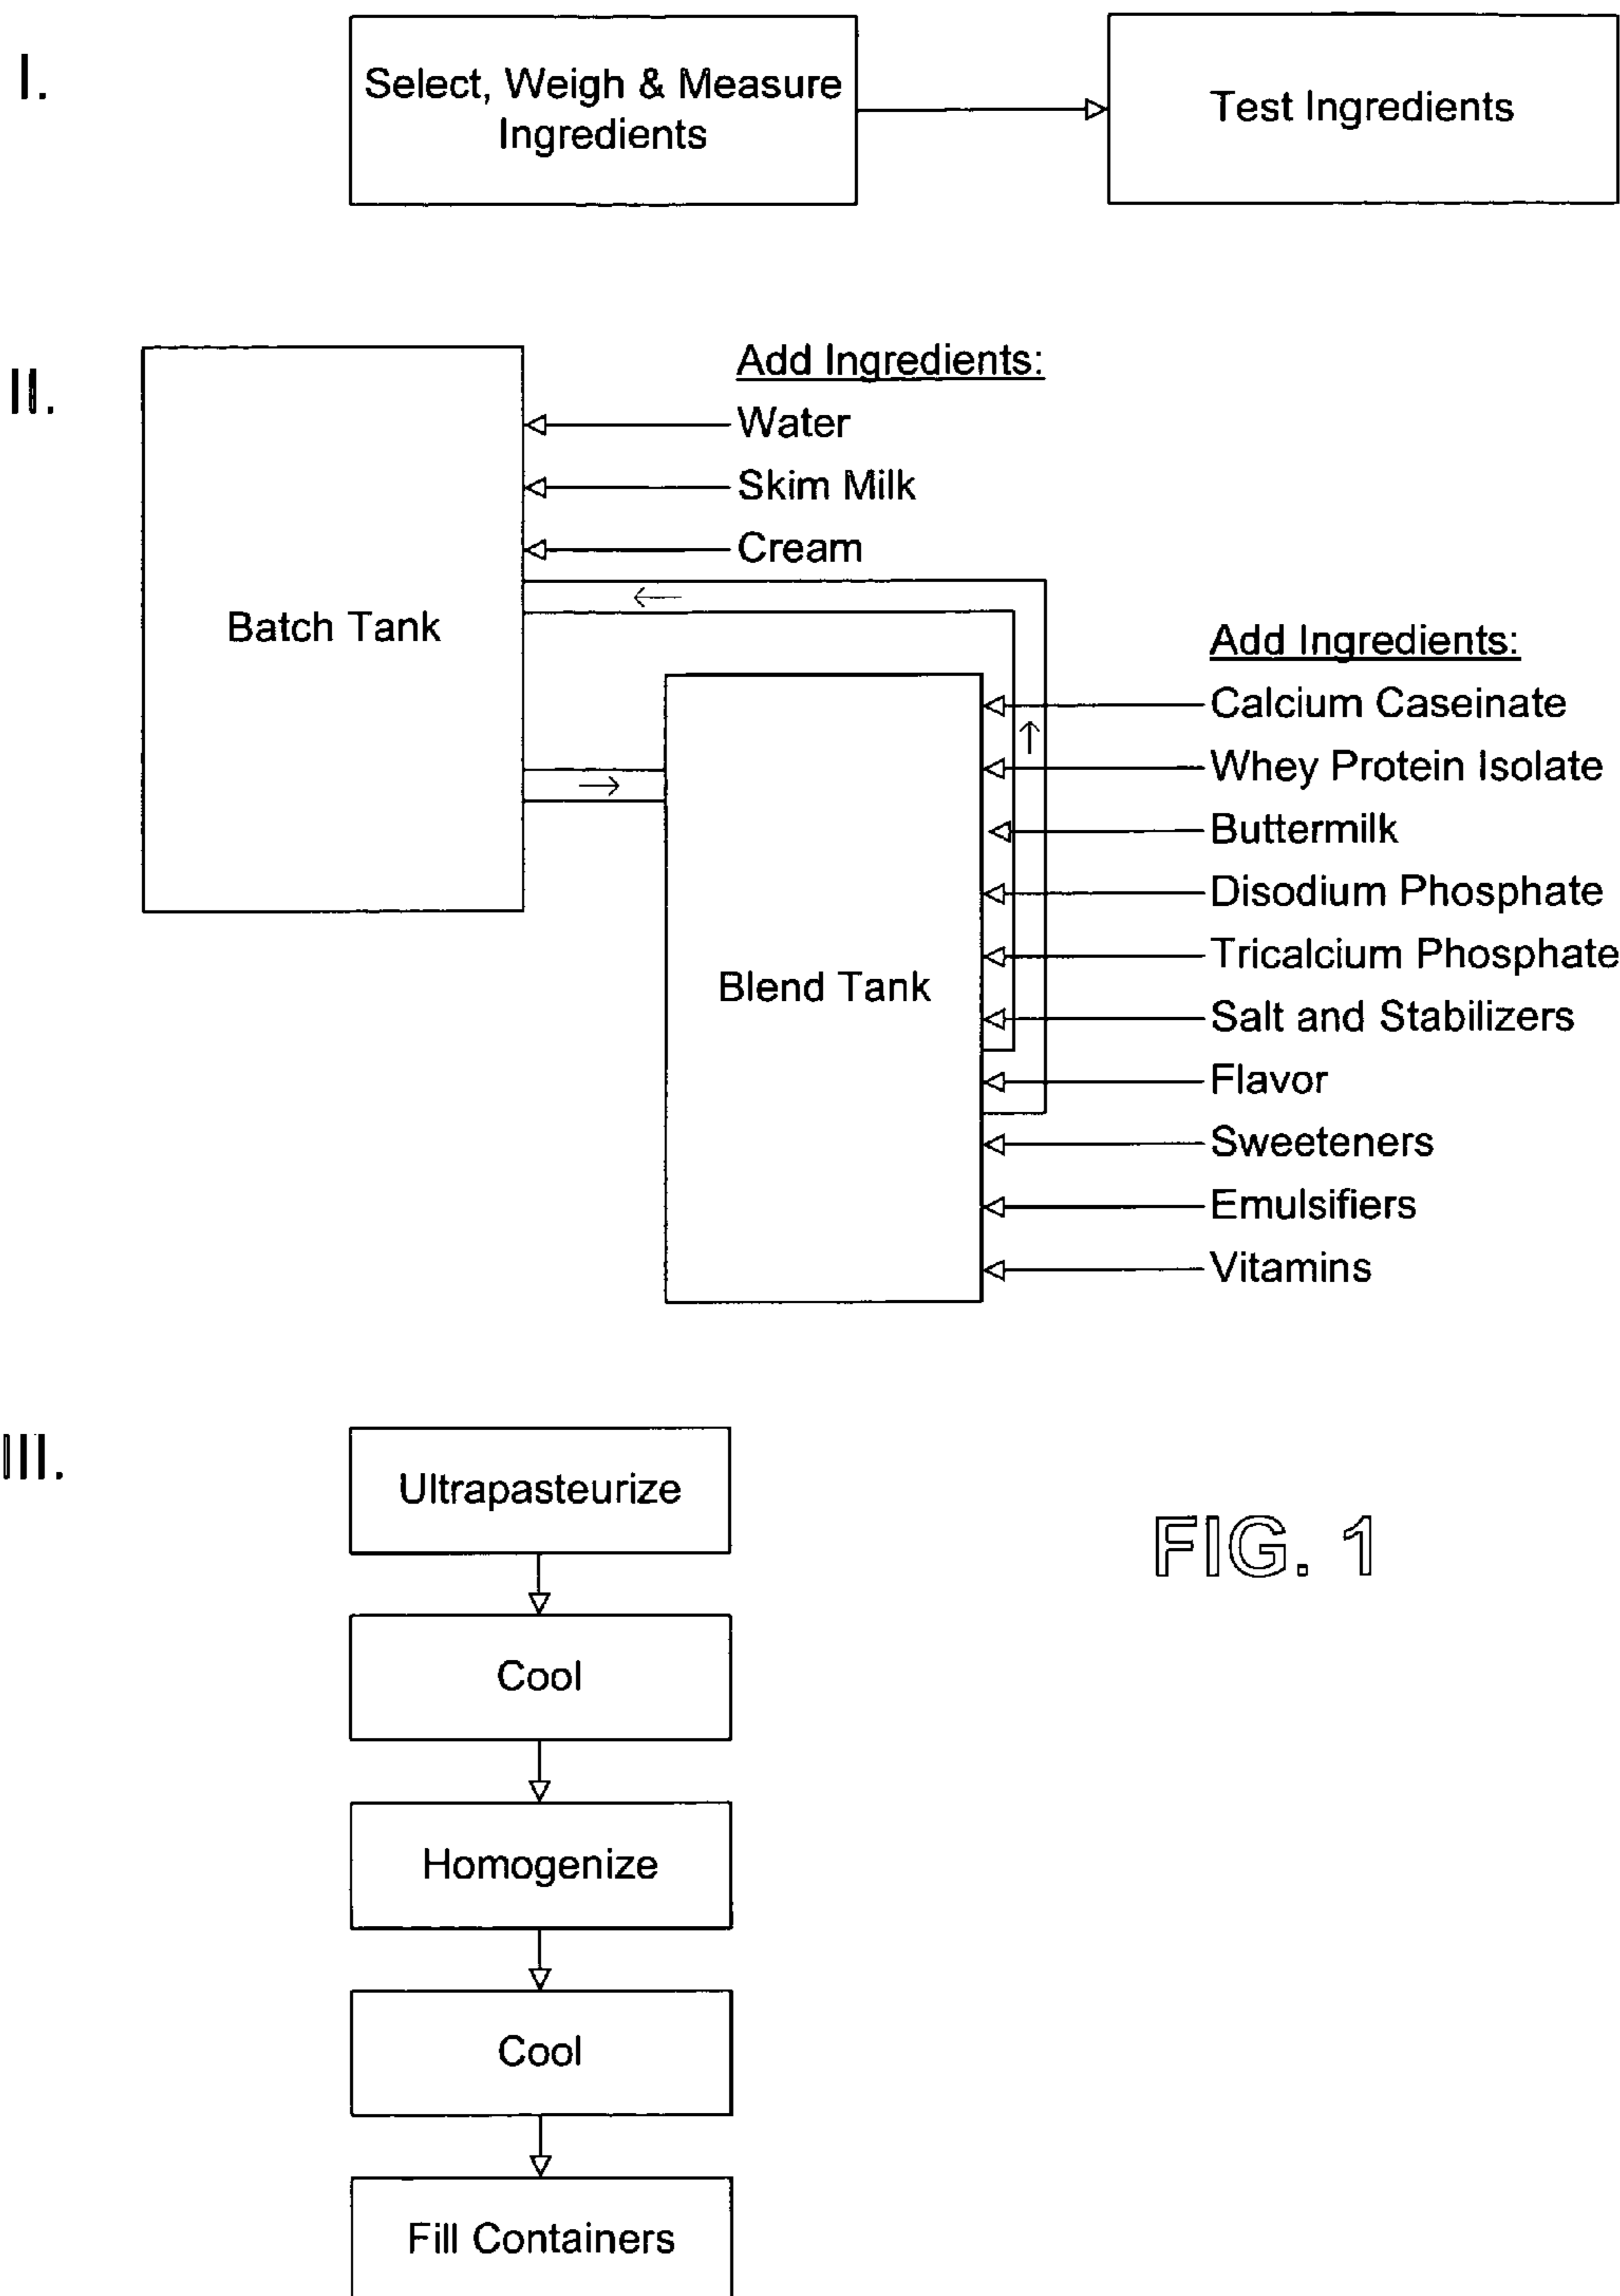 I.
Select, Weigh & Measure
Ingredients
Test Ingredients
II.
Batch Tank
Add Ingredients:
Water
Skim Milk
Cream
Blend Tank
Add Ingredients:
Calcium Caseinate
Whey Protein Isolate
Buttermilk
Disodium Phosphate
Tricalcium Phosphate
Salt and Stabilizers
Flavor
Sweeteners
Emulsifiers
Vitamins
III.
Ultrapasteurize
Cool
Homogenize
Cool
Fill Containers
FIG. 1